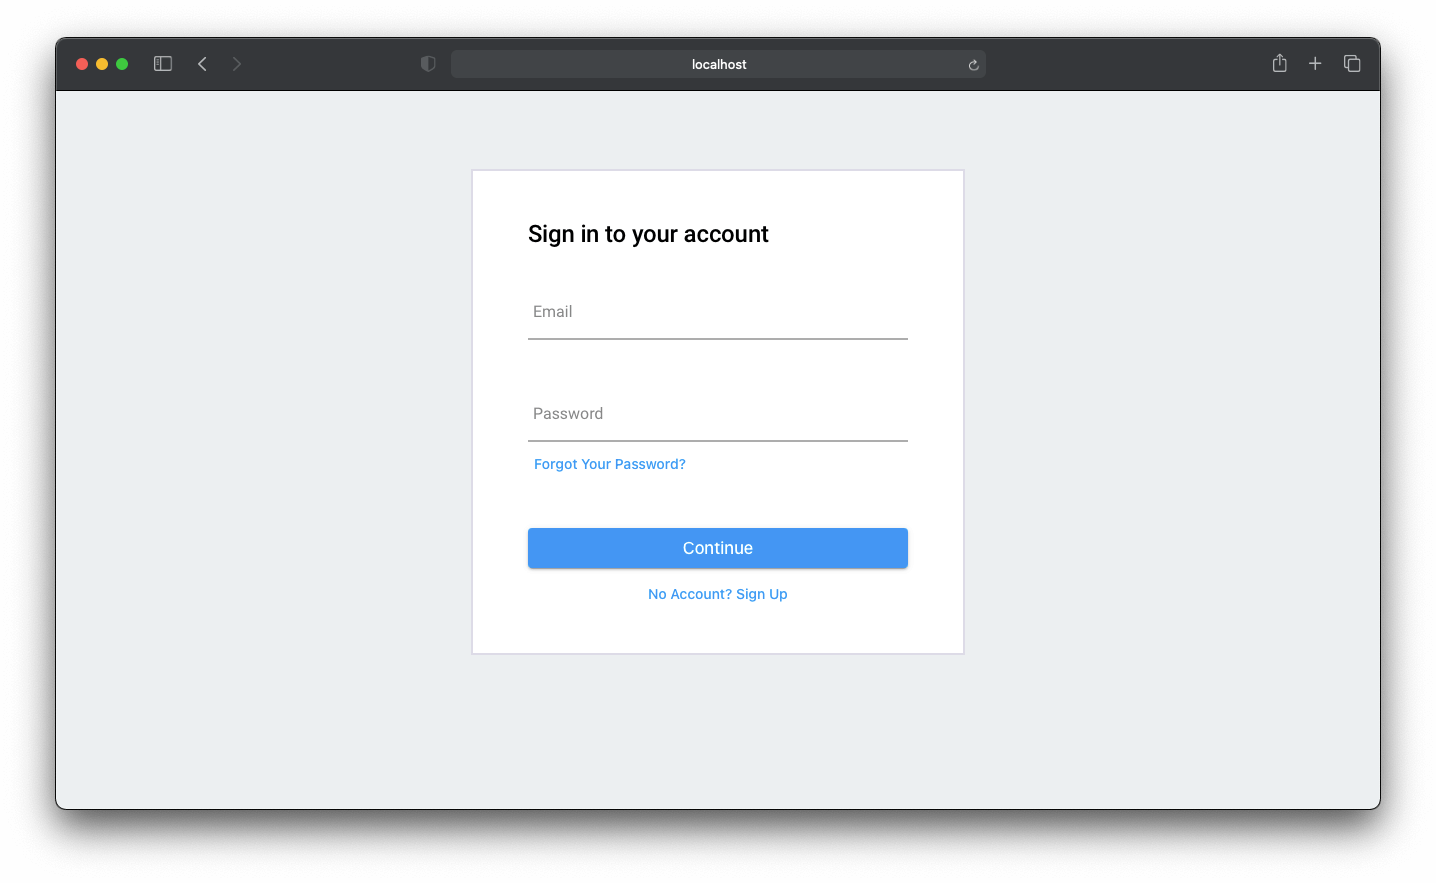 localhost
Sign in to your account
Email
Password
Forgot Your Password?
Continue
No Account? Sign Up